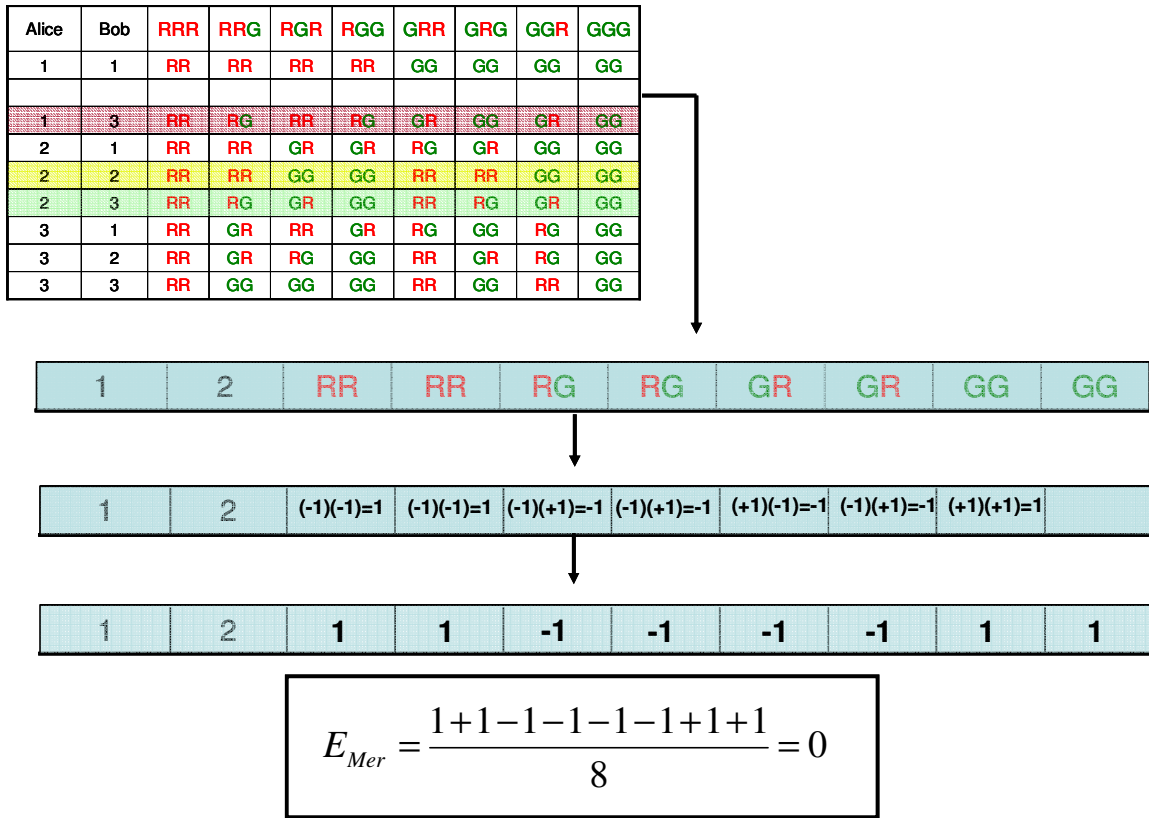 Alice Bob RRR RRG RGR RGG GRR GRG GGR GGG
1 1 RR RR RR RR GG GG GG GG
1 3 RR RG RR RG GR GG GR GG
2 1 RR RR GR GR RG GR GG GG
2 2 RR RR GG GG RR RR GG GG
2 3 RR RG GR GG RR RG GR GG
3 1 RR GR RR GR RG GG RG GG
3 2 RR GR RG GG RR GR RG GG
3 3 RR GG GG GG RR GG RR GG
1 2 RR RR RG RG GR GR GG GG
1 2 (-1)(-1)=1 (-1)(-1)=1 (-1)(+1)=-1 (-1)(+1)=-1 (+1)(-1)=-1 (-1)(+1)=-1 (+1)(+1)=1
1 2 1 1 -1 -1 -1 -1 1 1
E_Mer = (1+1−1−1−1−1+1+1)/8 = 0